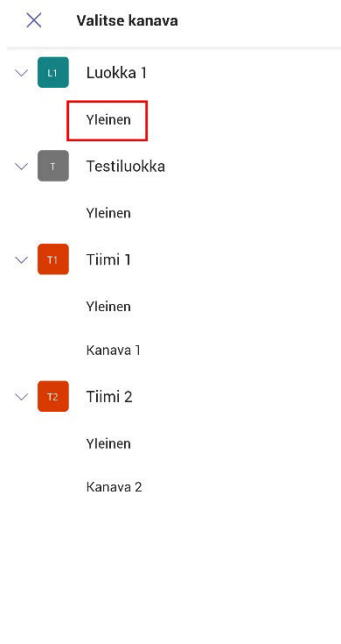 Valitse kanava
L1 Luokka 1
Yleinen
T Testiluokka
Yleinen
T1 Tiimi 1
Yleinen
Kanava 1
T2 Tiimi 2
Yleinen
Kanava 2